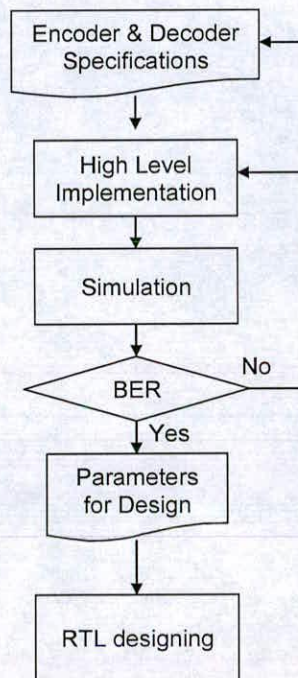 Encoder & Decoder
Specifications
High Level
Implementation
Simulation
BER
No
Yes
Parameters
for Design
RTL designing